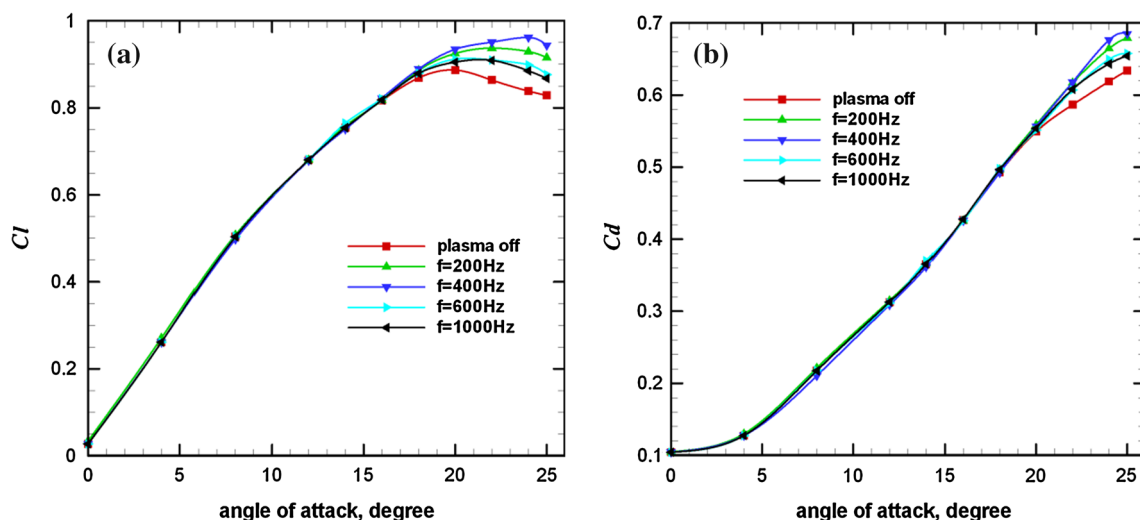 (a)
1
0.8
0.6
0.4
0.2
0
Cl
plasma off
f=200Hz
f=400Hz
f=600Hz
f=1000Hz
0 5 10 15 20 25
angle of attack, degree
(b)
0.7
0.6
0.5
0.4
0.3
0.2
0.1
Cd
plasma off
f=200Hz
f=400Hz
f=600Hz
f=1000Hz
0 5 10 15 20 25
angle of attack, degree